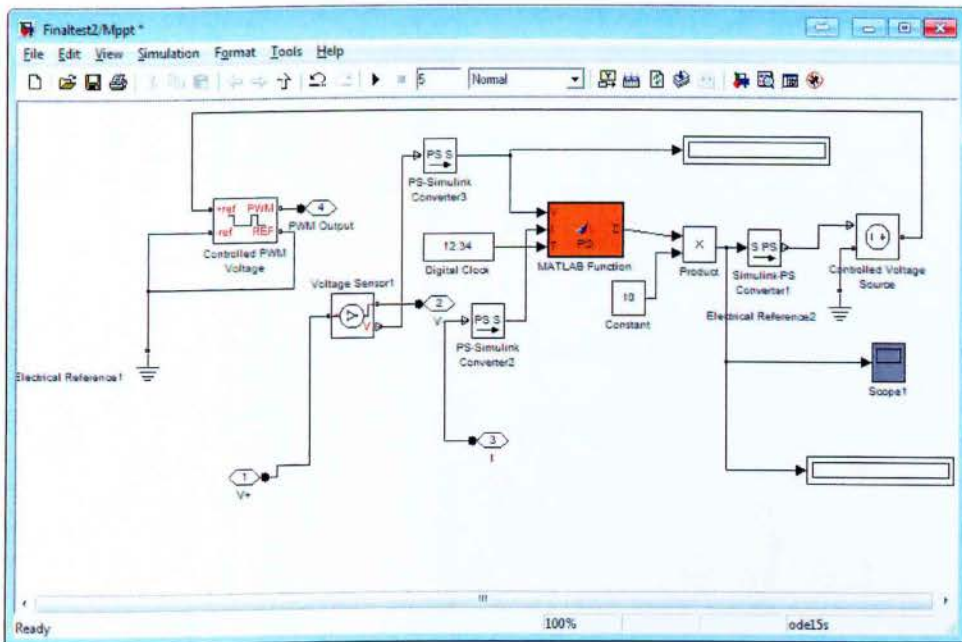 Finaltest2/Mppt *
File Edit View Simulation Format Tools Help
5 Normal
PS S
PS-Simulink
Converter3
+ref PWM
-ref REF
4
PWM Output
Controlled PWM
Voltage
12:34
Digital Clock
MATLAB Function
×
Product
S PS
Simulink-PS
Converter1
Controlled Voltage
Source
Voltage Sensor1
V
2
V-
PS S
PS-Simulink
Converter2
10
Constant
Electrical Reference2
Electrical Reference1
Scope1
3
I
1
V+
Ready 100% ode15s